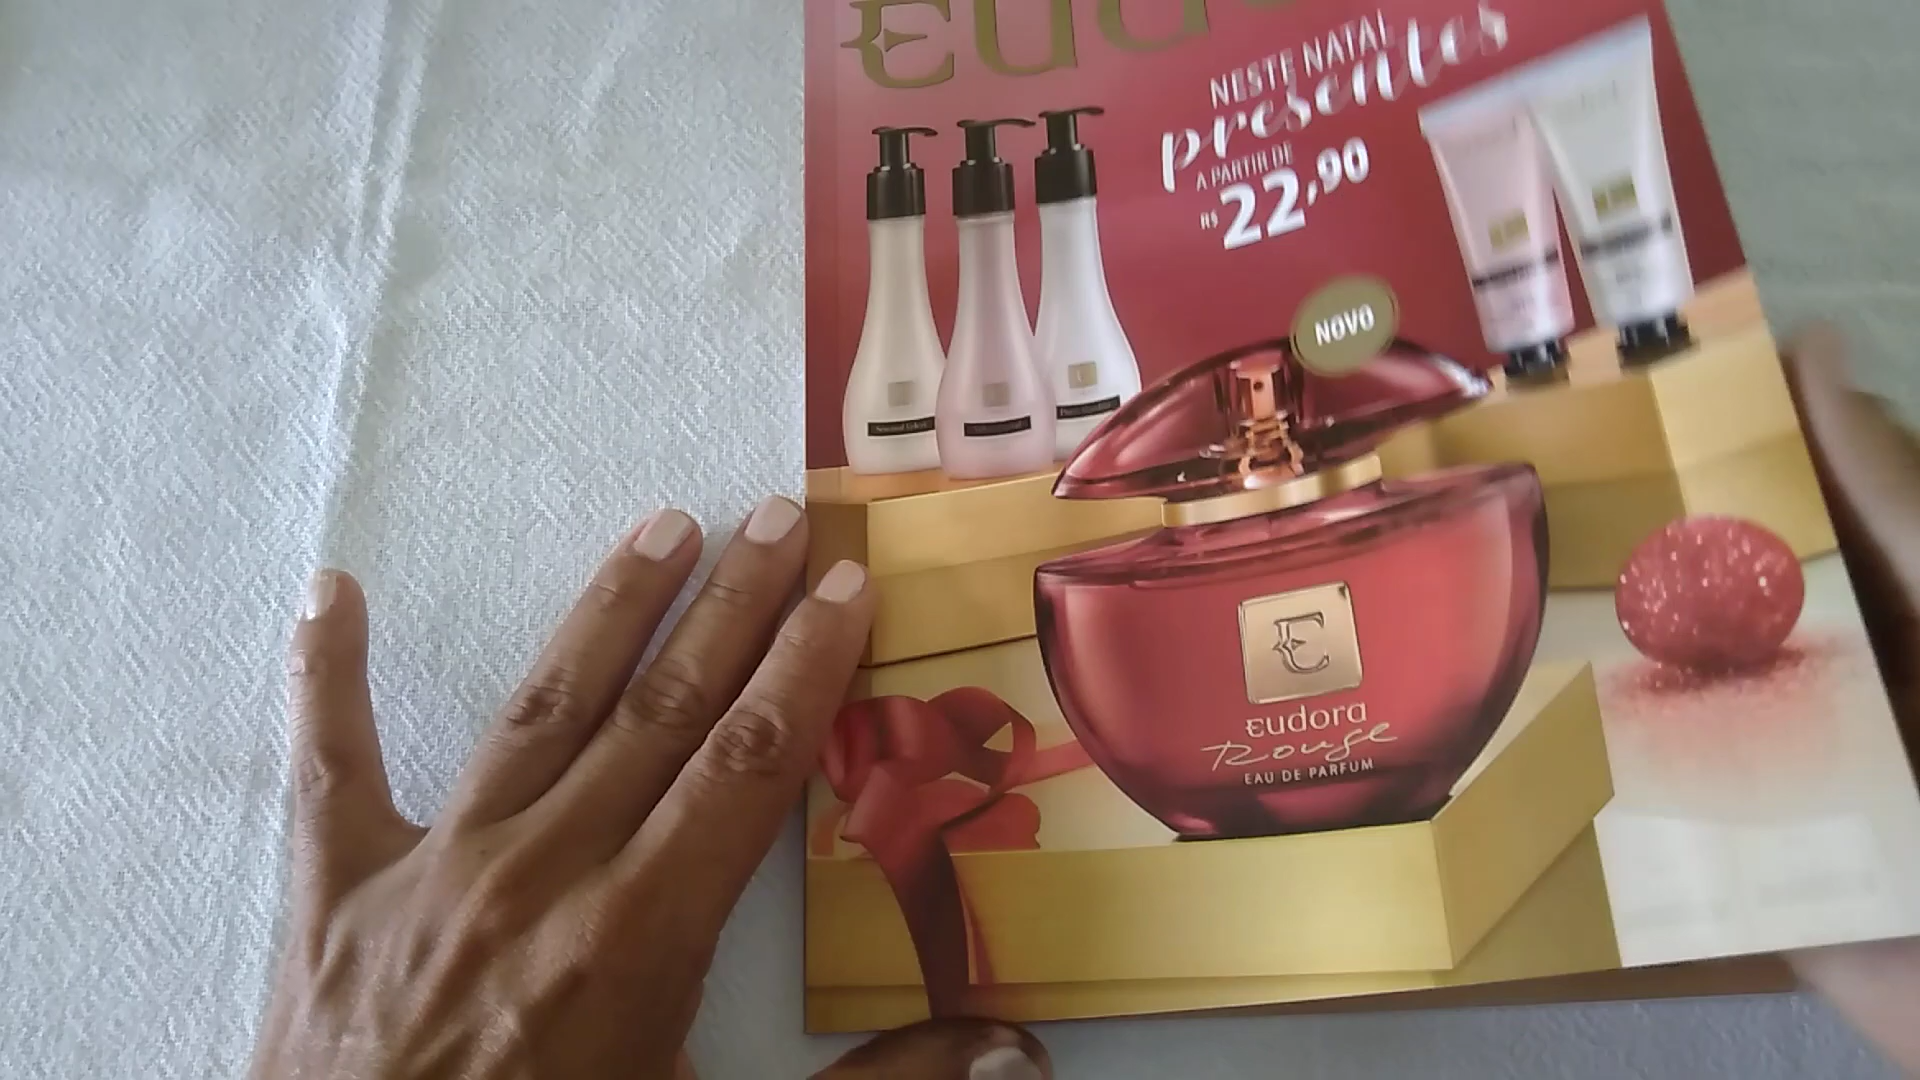 NESTE NATAL
presentes
A PARTIR DE
R$ 22,90
NOVO
E
eudora
Rouge
EAU DE PARFUM